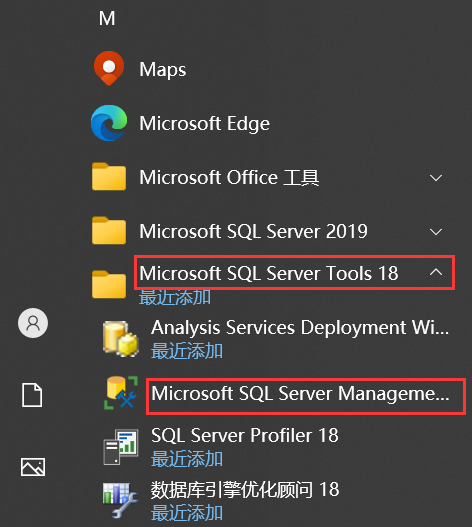 M
Maps
Microsoft Edge
Microsoft Office 工具
Microsoft SQL Server 2019
Microsoft SQL Server Tools 18
最近添加
Analysis Services Deployment Wi...
最近添加
Microsoft SQL Server Manageme...
SQL Server Profiler 18
最近添加
数据库引擎优化顾问 18
最近添加